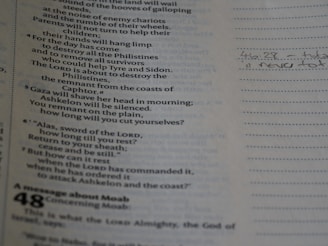 of the hooves of galloping
steeds,
at the noise of enemy chariots
and the rumble of their wheels.
Parents will not turn to help their
children;
their hands will hang limp.
4 For the day has come
to destroy all the Philistines
and to remove all survivors
who could help Tyre and Sidon.
The LORD is about to destroy the
Philistines,
the remnant from the coasts of
Caphtor.
5 Gaza will shave her head in mourning;
Ashkelon will be silenced.
You remnant on the plain,
how long will you cut yourselves?
6 "'Alas, sword of the LORD,
how long till you rest?
Return to your sheath;
cease and be still.'
7 But how can it rest
when the LORD has commanded it,
when he has ordered it
to attack Ashkelon and the coast?"
A message about Moab
48 Concerning Moab:
This is what the LORD Almighty, the God of
Israel, says: